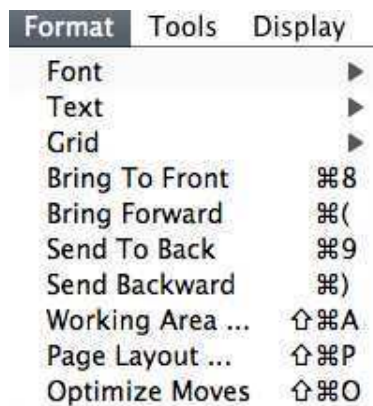 Format Tools Display
Font ▶
Text ▶
Grid ▶
Bring To Front ⌘8
Bring Forward ⌘(
Send To Back ⌘9
Send Backward ⌘)
Working Area ... ⇧⌘A
Page Layout ... ⇧⌘P
Optimize Moves ⇧⌘O